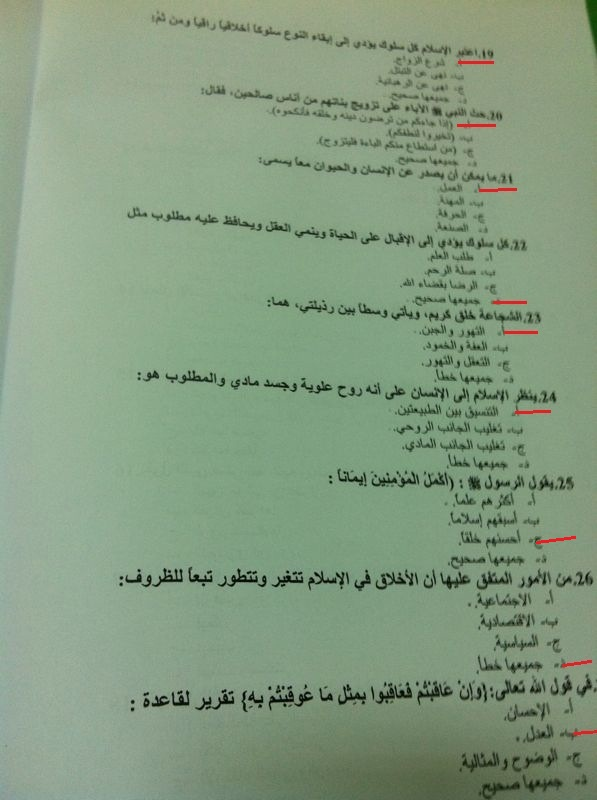 19.اعتبر الإسلام كل سلوك يؤدي إلى إبقاء النوع سلوكاً أخلاقياً راقياً ومن ثم:
أ- شرع الزواج.
ب- نهى عن التبتل.
ج- نهى عن الرهبانية.
د- جميعها صحيح.
20.حث النبي ﷺ الآباء على تزويج بناتهم من أناس صالحين، فقال:
أ- (إذا جاءكم من ترضون دينه وخلقه فأنكحوه).
ب- (تخيروا لنطفكم).
ج- (من استطاع منكم الباءة فليتزوج).
د- جميعها صحيح.
21.ما يمكن أن يصدر عن الإنسان والحيوان معاً يسمى:
أ- العمل.
ب- المهنة.
ج- الحرفة.
د- الصنعة.
22.كل سلوك يؤدي إلى الإقبال على الحياة وينمي العقل ويحافظ عليه مطلوب مثل
أ- طلب العلم.
ب- صلة الرحم.
ج- الرضا بقضاء الله.
د- جميعها صحيح.
23.الشجاعة خلق كريم، ويأتي وسطاً بين رذيلتي، هما:
أ- التهور والجبن.
ب- العفة والخمود.
ج- التعقل والتهور.
د- جميعها خطأ.
24.ينظر الإسلام إلى الإنسان على أنه روح علوية وجسد مادي والمطلوب هو:
أ- التنسيق بين الطبيعتين.
ب- تغليب الجانب الروحي.
ج- تغليب الجانب المادي.
د- جميعها خطأ.
25.يقول الرسول ﷺ : (أَكْمَلُ المُؤْمِنِينَ إِيمَاناً :
أ- أكثرهم علماً.
ب- أسبقهم إسلاماً.
ج- أحسنهم خلقاً.
د- جميعها صحيح.
26.من الأمور المتفق عليها أن الأخلاق في الإسلام تتغير وتتطور تبعاً للظروف:
أ- الاجتماعية.
ب- الاقتصادية.
ج- السياسية.
د- جميعها خطأ.
في قول الله تعالى:{وَإِنْ عَاقَبْتُمْ فَعَاقِبُوا بِمِثْلِ مَا عُوقِبْتُمْ بِهِ} تقرير لقاعدة :
أ- الإحسان.
ب- العدل.
ج- الوضوح والمثالية.
د- جميعها صحيح.